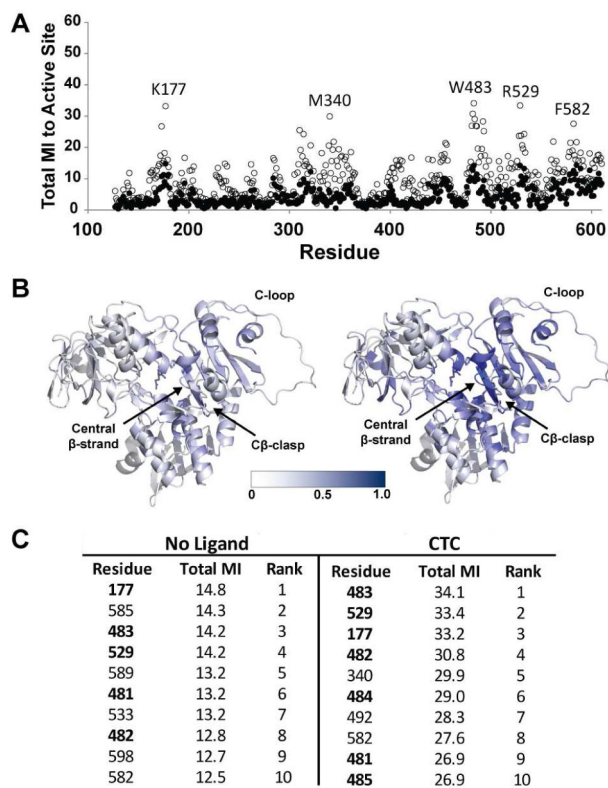 A
Total MI to Active Site
60
50
40
30
20
10
0
K177
M340
W483
R529
F582
100
200
300
400
500
600
Residue
B
C-loop
Central
β-strand
Cβ-clasp
C-loop
Central
β-strand
Cβ-clasp
0
0.5
1.0
C
No Ligand
CTC
Residue Total MI Rank
Residue Total MI Rank
177 14.8 1
483 34.1 1
585 14.3 2
529 33.4 2
483 14.2 3
177 33.2 3
529 14.2 4
482 30.8 4
589 13.2 5
340 29.9 5
481 13.2 6
484 29.0 6
533 13.2 7
492 28.3 7
482 12.8 8
582 27.6 8
598 12.7 9
481 26.9 9
582 12.5 10
485 26.9 10